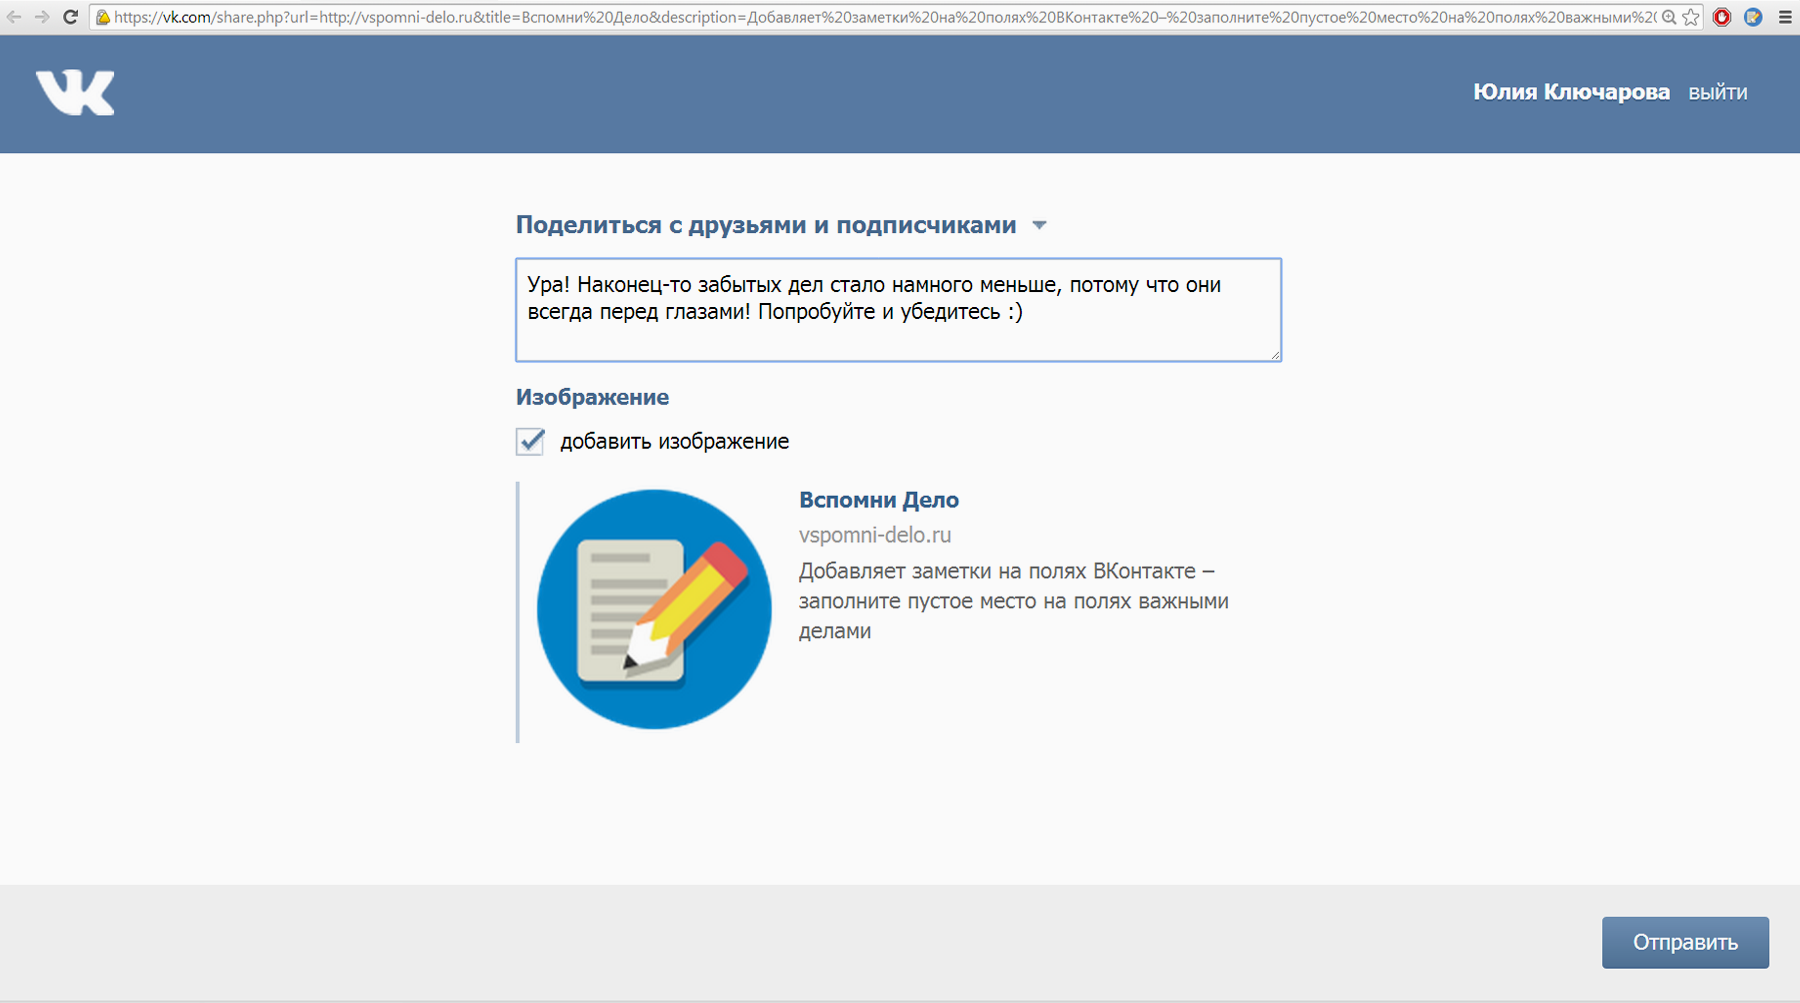 https://vk.com/share.php?url=http://vspomni-delo.ru&title=Вспомни%20Дело&description=Добавляет%20заметки%20на%20полях%20ВКонтакте%20–%20заполните%20пустое%20место%20на%20полях%20важными%20
VK
Юлия Ключарова выйти
Поделиться с друзьями и подписчиками
Ура! Наконец-то забытых дел стало намного меньше, потому что они
всегда перед глазами! Попробуйте и убедитесь :)
Изображение
добавить изображение
Вспомни Дело
vspomni-delo.ru
Добавляет заметки на полях ВКонтакте –
заполните пустое место на полях важными
делами
Отправить